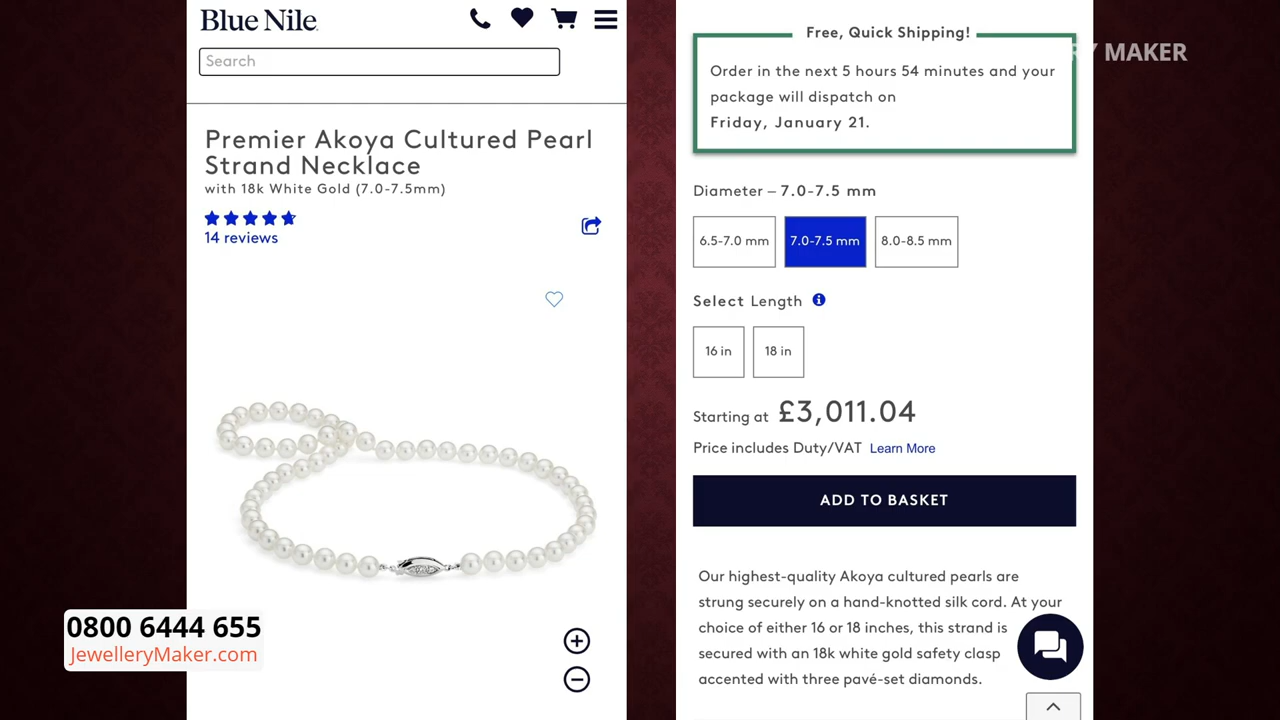 Blue Nile
Search
Premier Akoya Cultured Pearl
Strand Necklace
with 18k White Gold (7.0-7.5mm)
14 reviews
0800 6444 655
JewelleryMaker.com
Free, Quick Shipping!
Order in the next 5 hours 54 minutes and your
package will dispatch on
Friday, January 21.
Diameter – 7.0-7.5 mm
6.5-7.0 mm 7.0-7.5 mm 8.0-8.5 mm
Select Length
16 in 18 in
Starting at £3,011.04
Price includes Duty/VAT Learn More
ADD TO BASKET
Our highest-quality Akoya cultured pearls are
strung securely on a hand-knotted silk cord. At your
choice of either 16 or 18 inches, this strand is
secured with an 18k white gold safety clasp
accented with three pavé-set diamonds.
MAKER